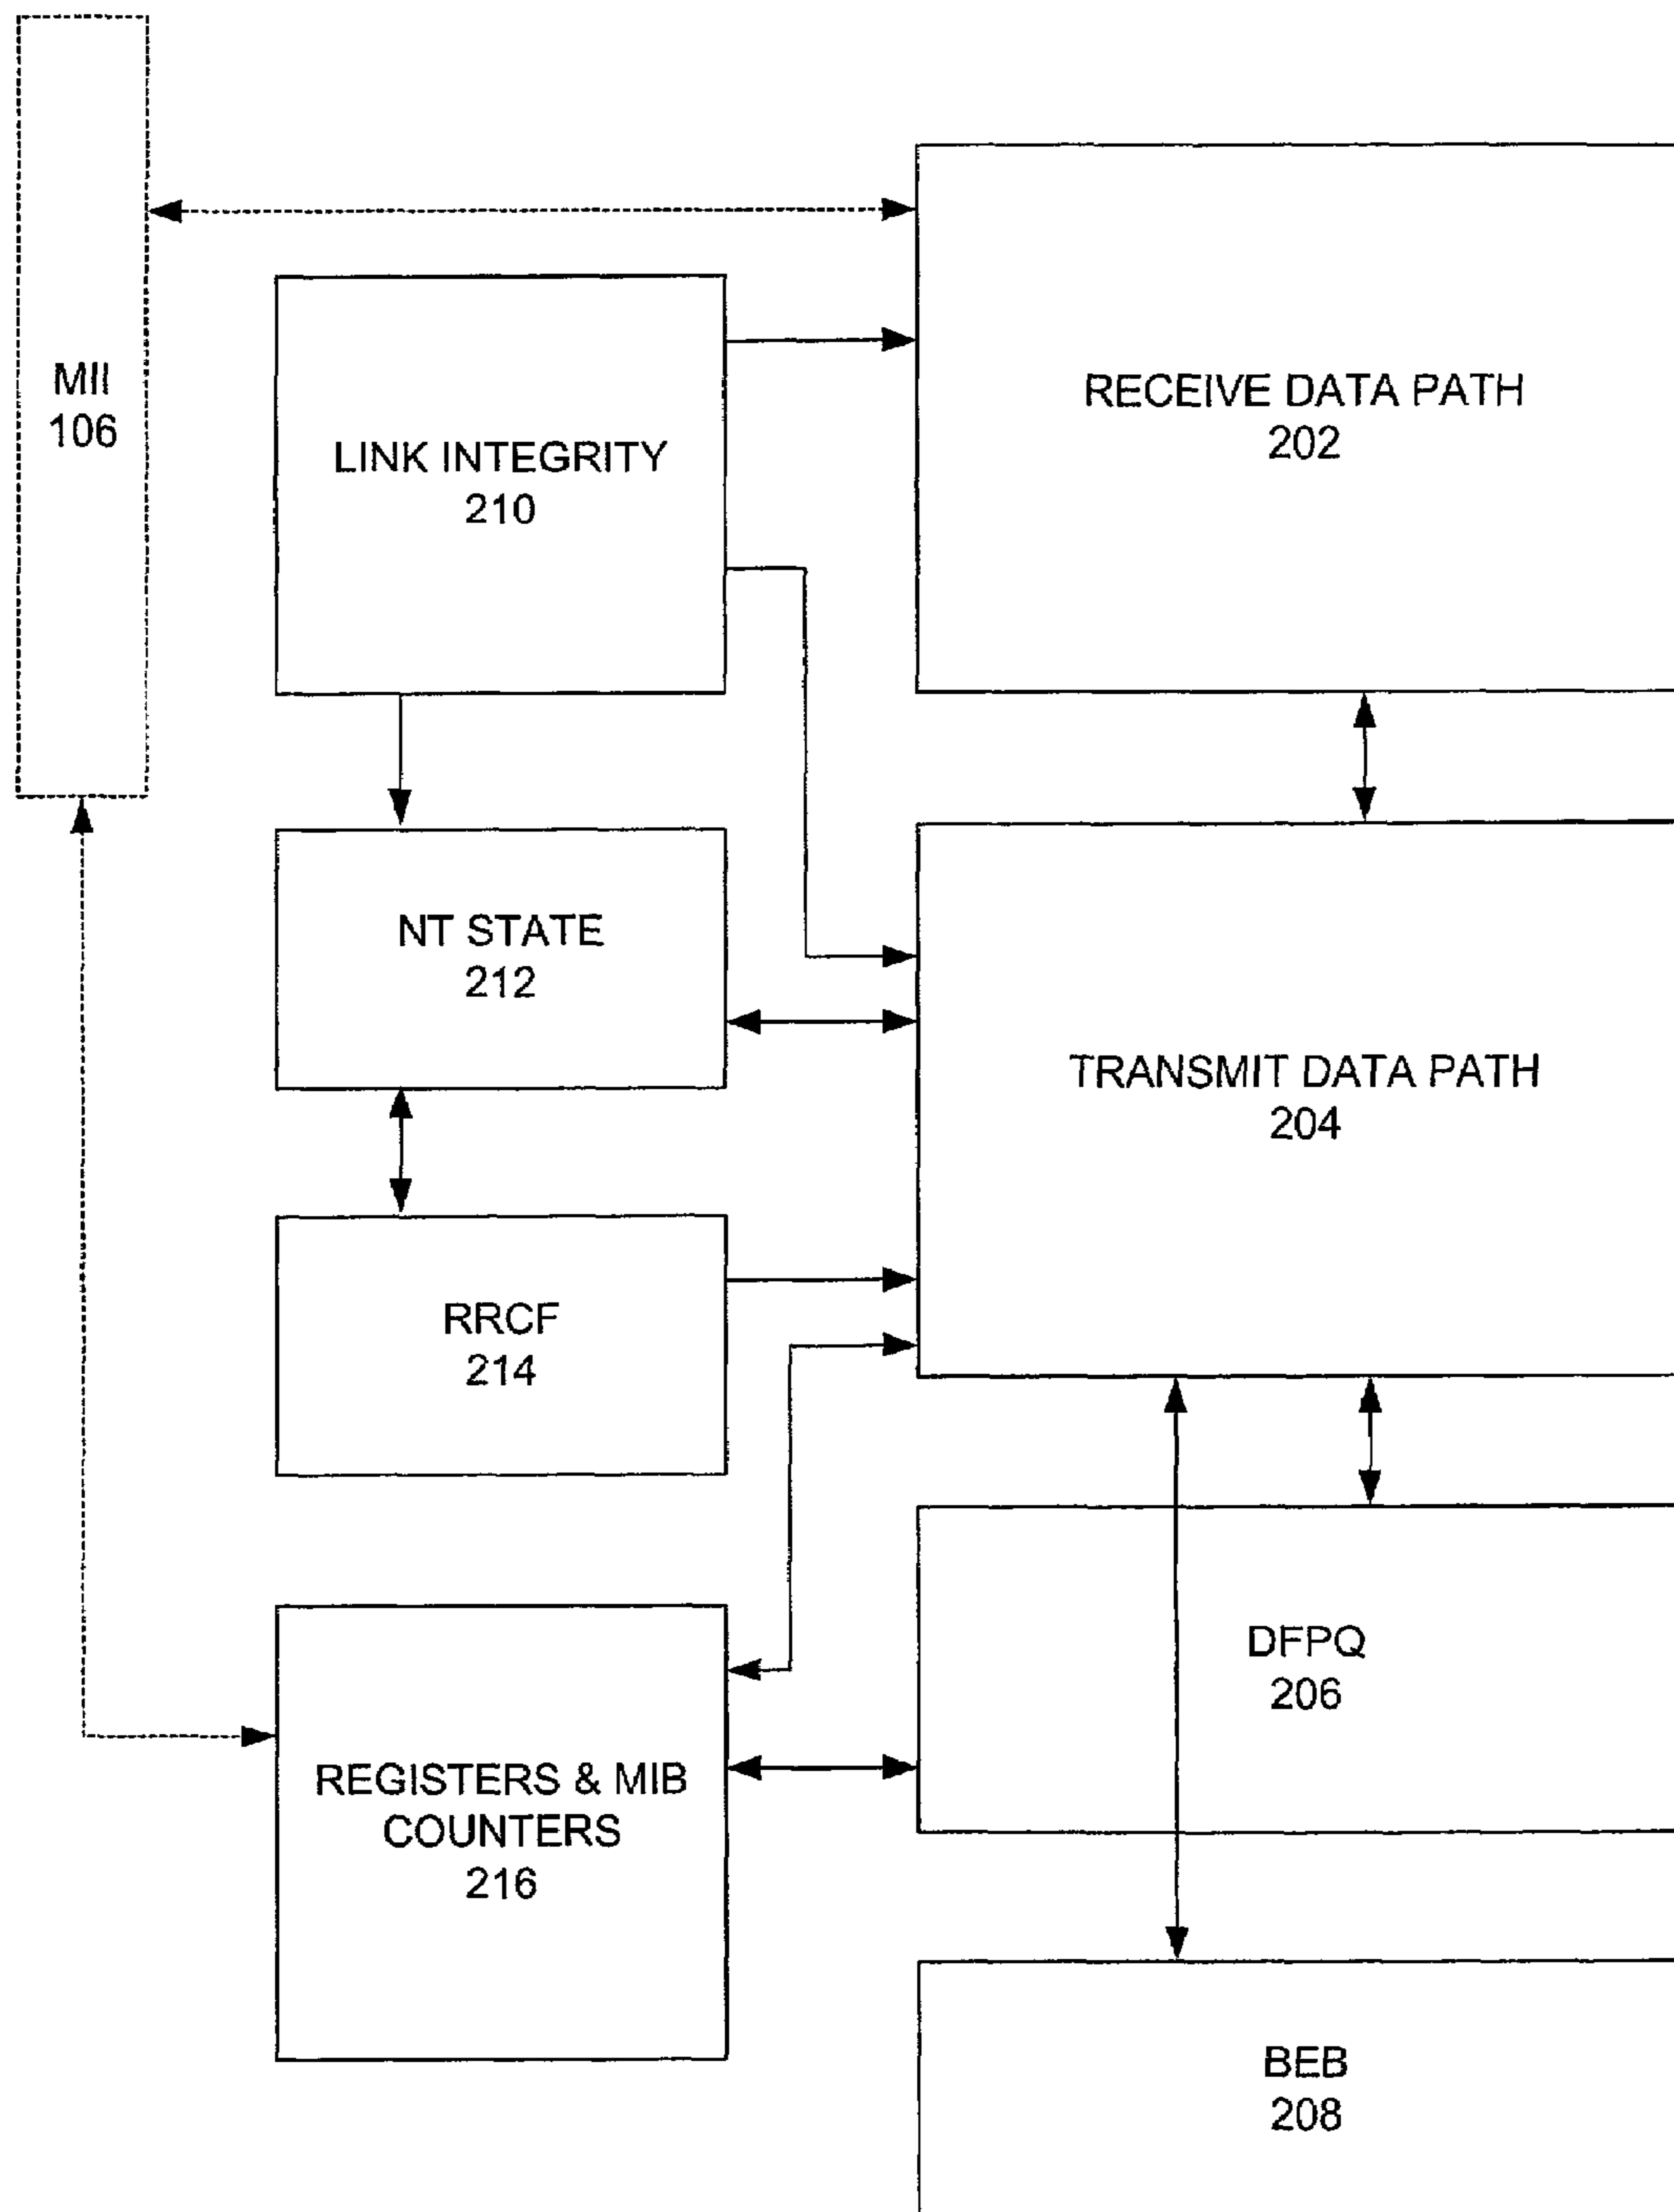 MII
106
LINK INTEGRITY
210
RECEIVE DATA PATH
202
NT STATE
212
TRANSMIT DATA PATH
204
RRCF
214
DFPQ
206
REGISTERS & MIB
COUNTERS
216
BEB
208